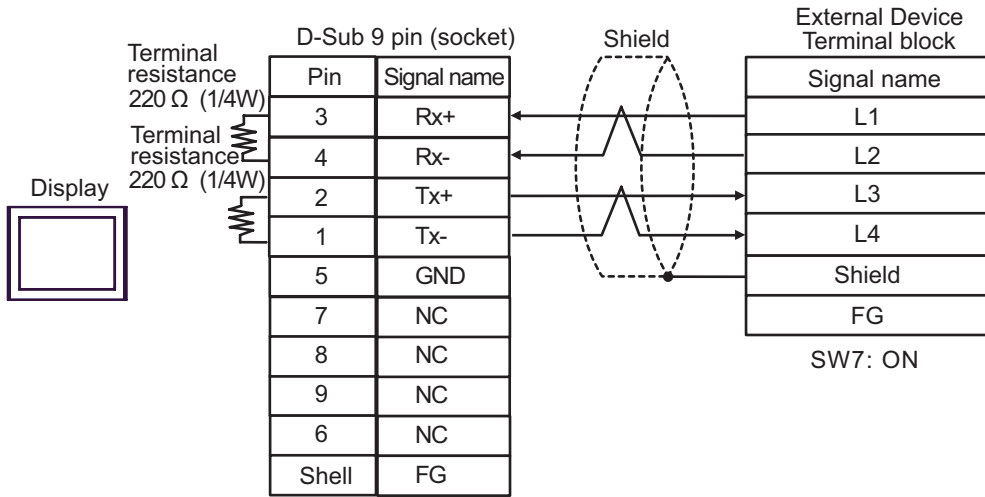 External Device
Terminal block
D-Sub 9 pin (socket)
Shield
Terminal
resistance
220 Ω (1/4W)
Terminal
resistance
220 Ω (1/4W)
Display
Pin Signal name
3 Rx+
4 Rx-
2 Tx+
1 Tx-
5 GND
7 NC
8 NC
9 NC
6 NC
Shell FG
Signal name
L1
L2
L3
L4
Shield
FG
SW7: ON